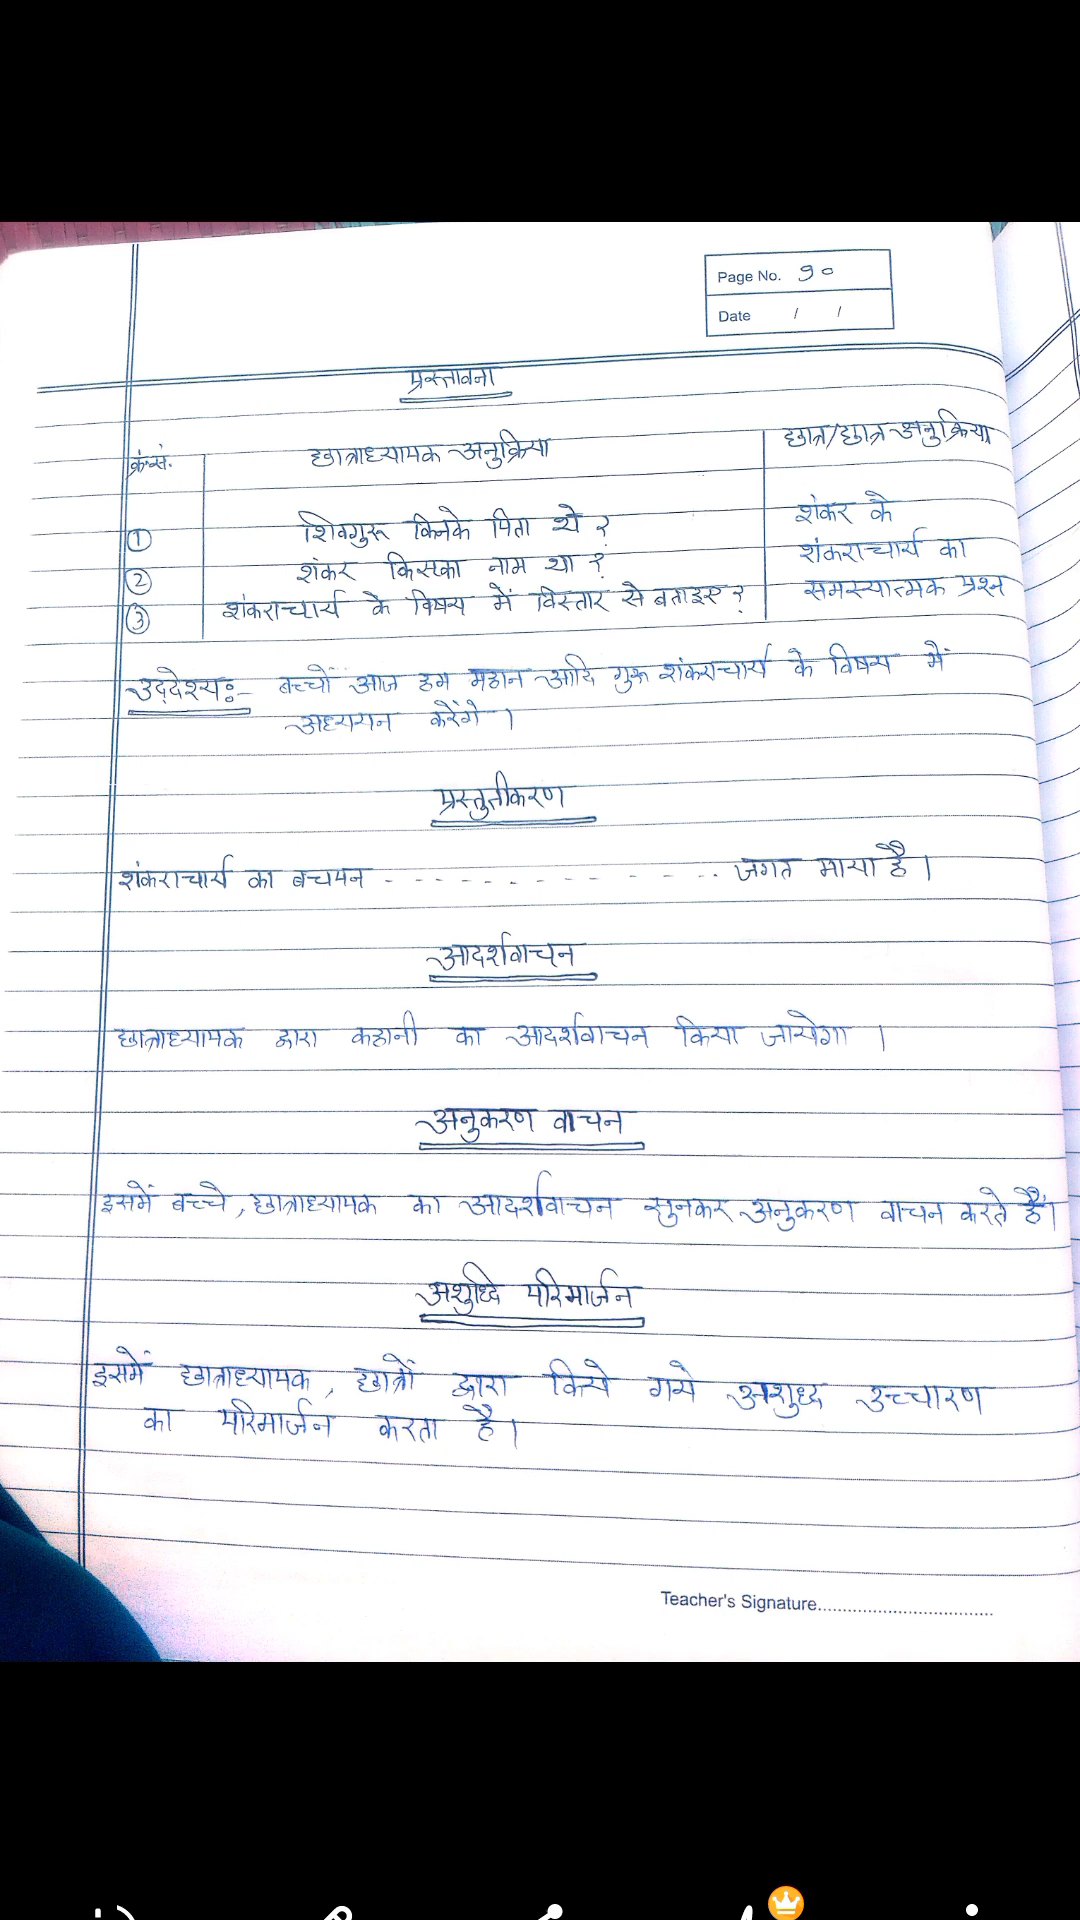 Page No. 90
Date / /
प्रस्तावना
क्र.सं. छात्राध्यापक अनुक्रिया छात्र/छात्र अनुक्रिया
① शिवगुरू किनके पिता थे ? शंकर के
② शंकर किसका नाम था ? शंकराचार्य का
③ शंकराचार्य के विषय में विस्तार से बताइए ? समस्यात्मक प्रश्न
उद्देश्यः- बच्चों आज हम महान आदि गुरू शंकराचार्य के विषय में
अध्ययन करेंगे ।
प्रस्तुतीकरण
शंकराचार्य का बचपन - - - - - - - - - - - - - - जगत माया है ।
आदर्शवाचन
छात्राध्यापक द्वारा कहानी का आदर्शवाचन किया जायेगा ।
अनुकरण वाचन
इसमें बच्चे, छात्राध्यापक का आदर्शवाचन सुनकर अनुकरण वाचन करते हैं।
अशुध्दि परिमार्जन
इसमें छात्राध्यापक, छात्रों द्वारा किये गये अशुध्द उच्चारण
का परिमार्जन करता है ।
Teacher's Signature...................................